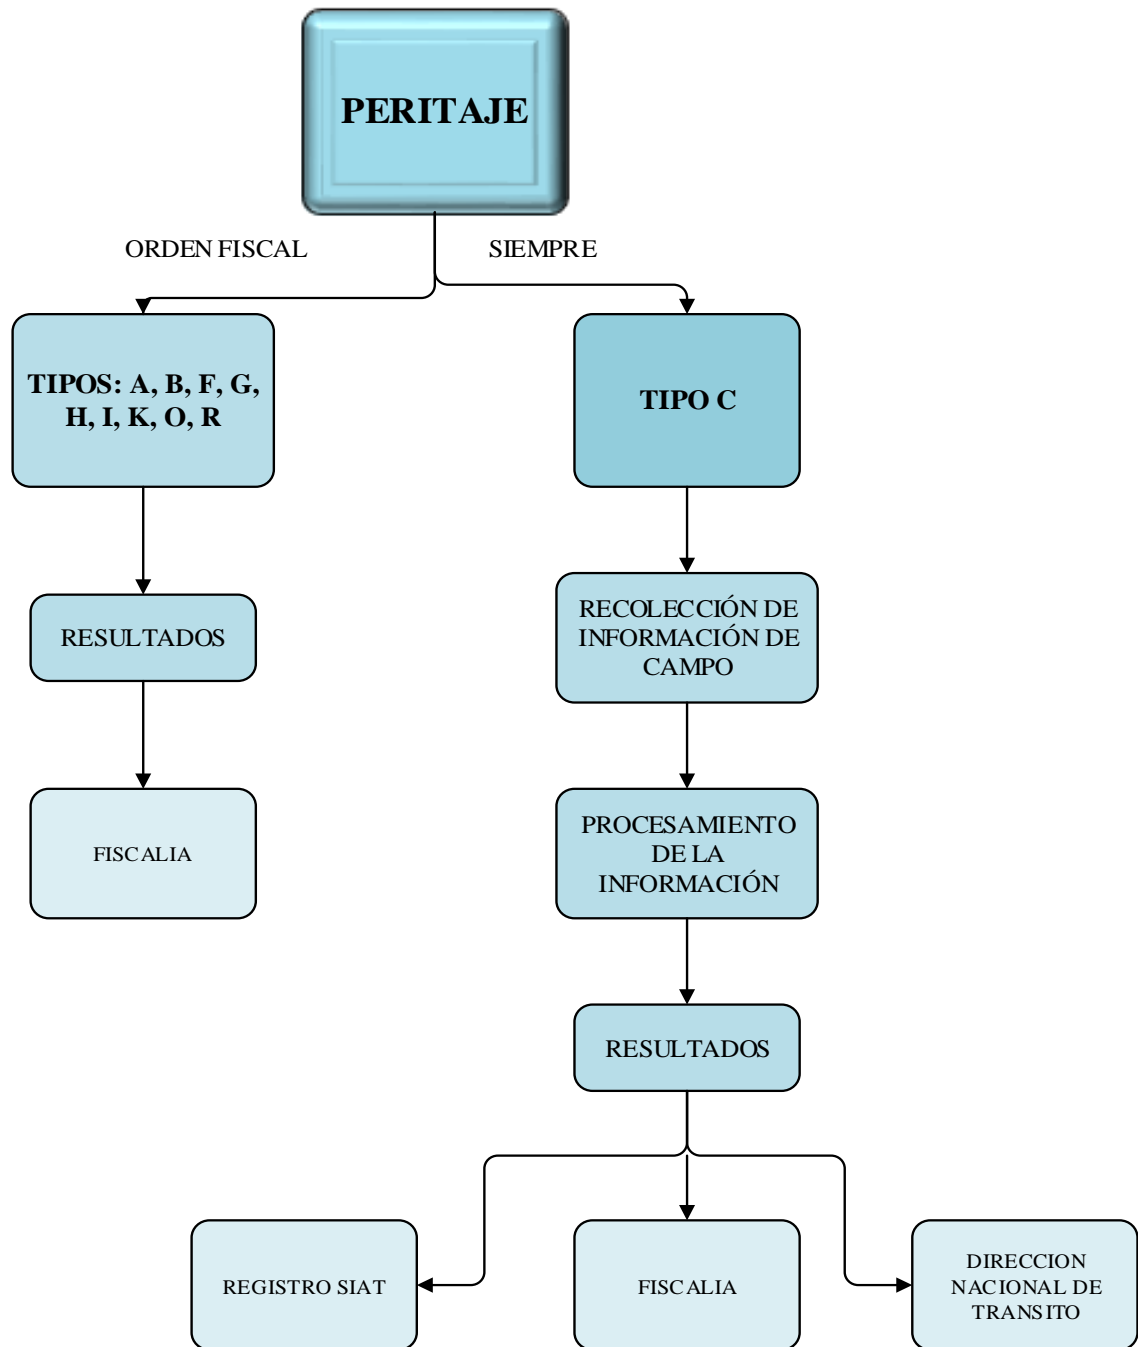 PERITAJE
ORDEN FISCAL
SIEMPRE
TIPOS: A, B, F, G,
H, I, K, O, R
TIPO C
RESULTADOS
RECOLECCIÓN DE
INFORMACIÓN DE
CAMPO
FISCALIA
PROCESAMIENTO
DE LA
INFORMACIÓN
RESULTADOS
REGISTRO SIAT
FISCALIA
DIRECCION
NACIONAL DE
TRANSITO